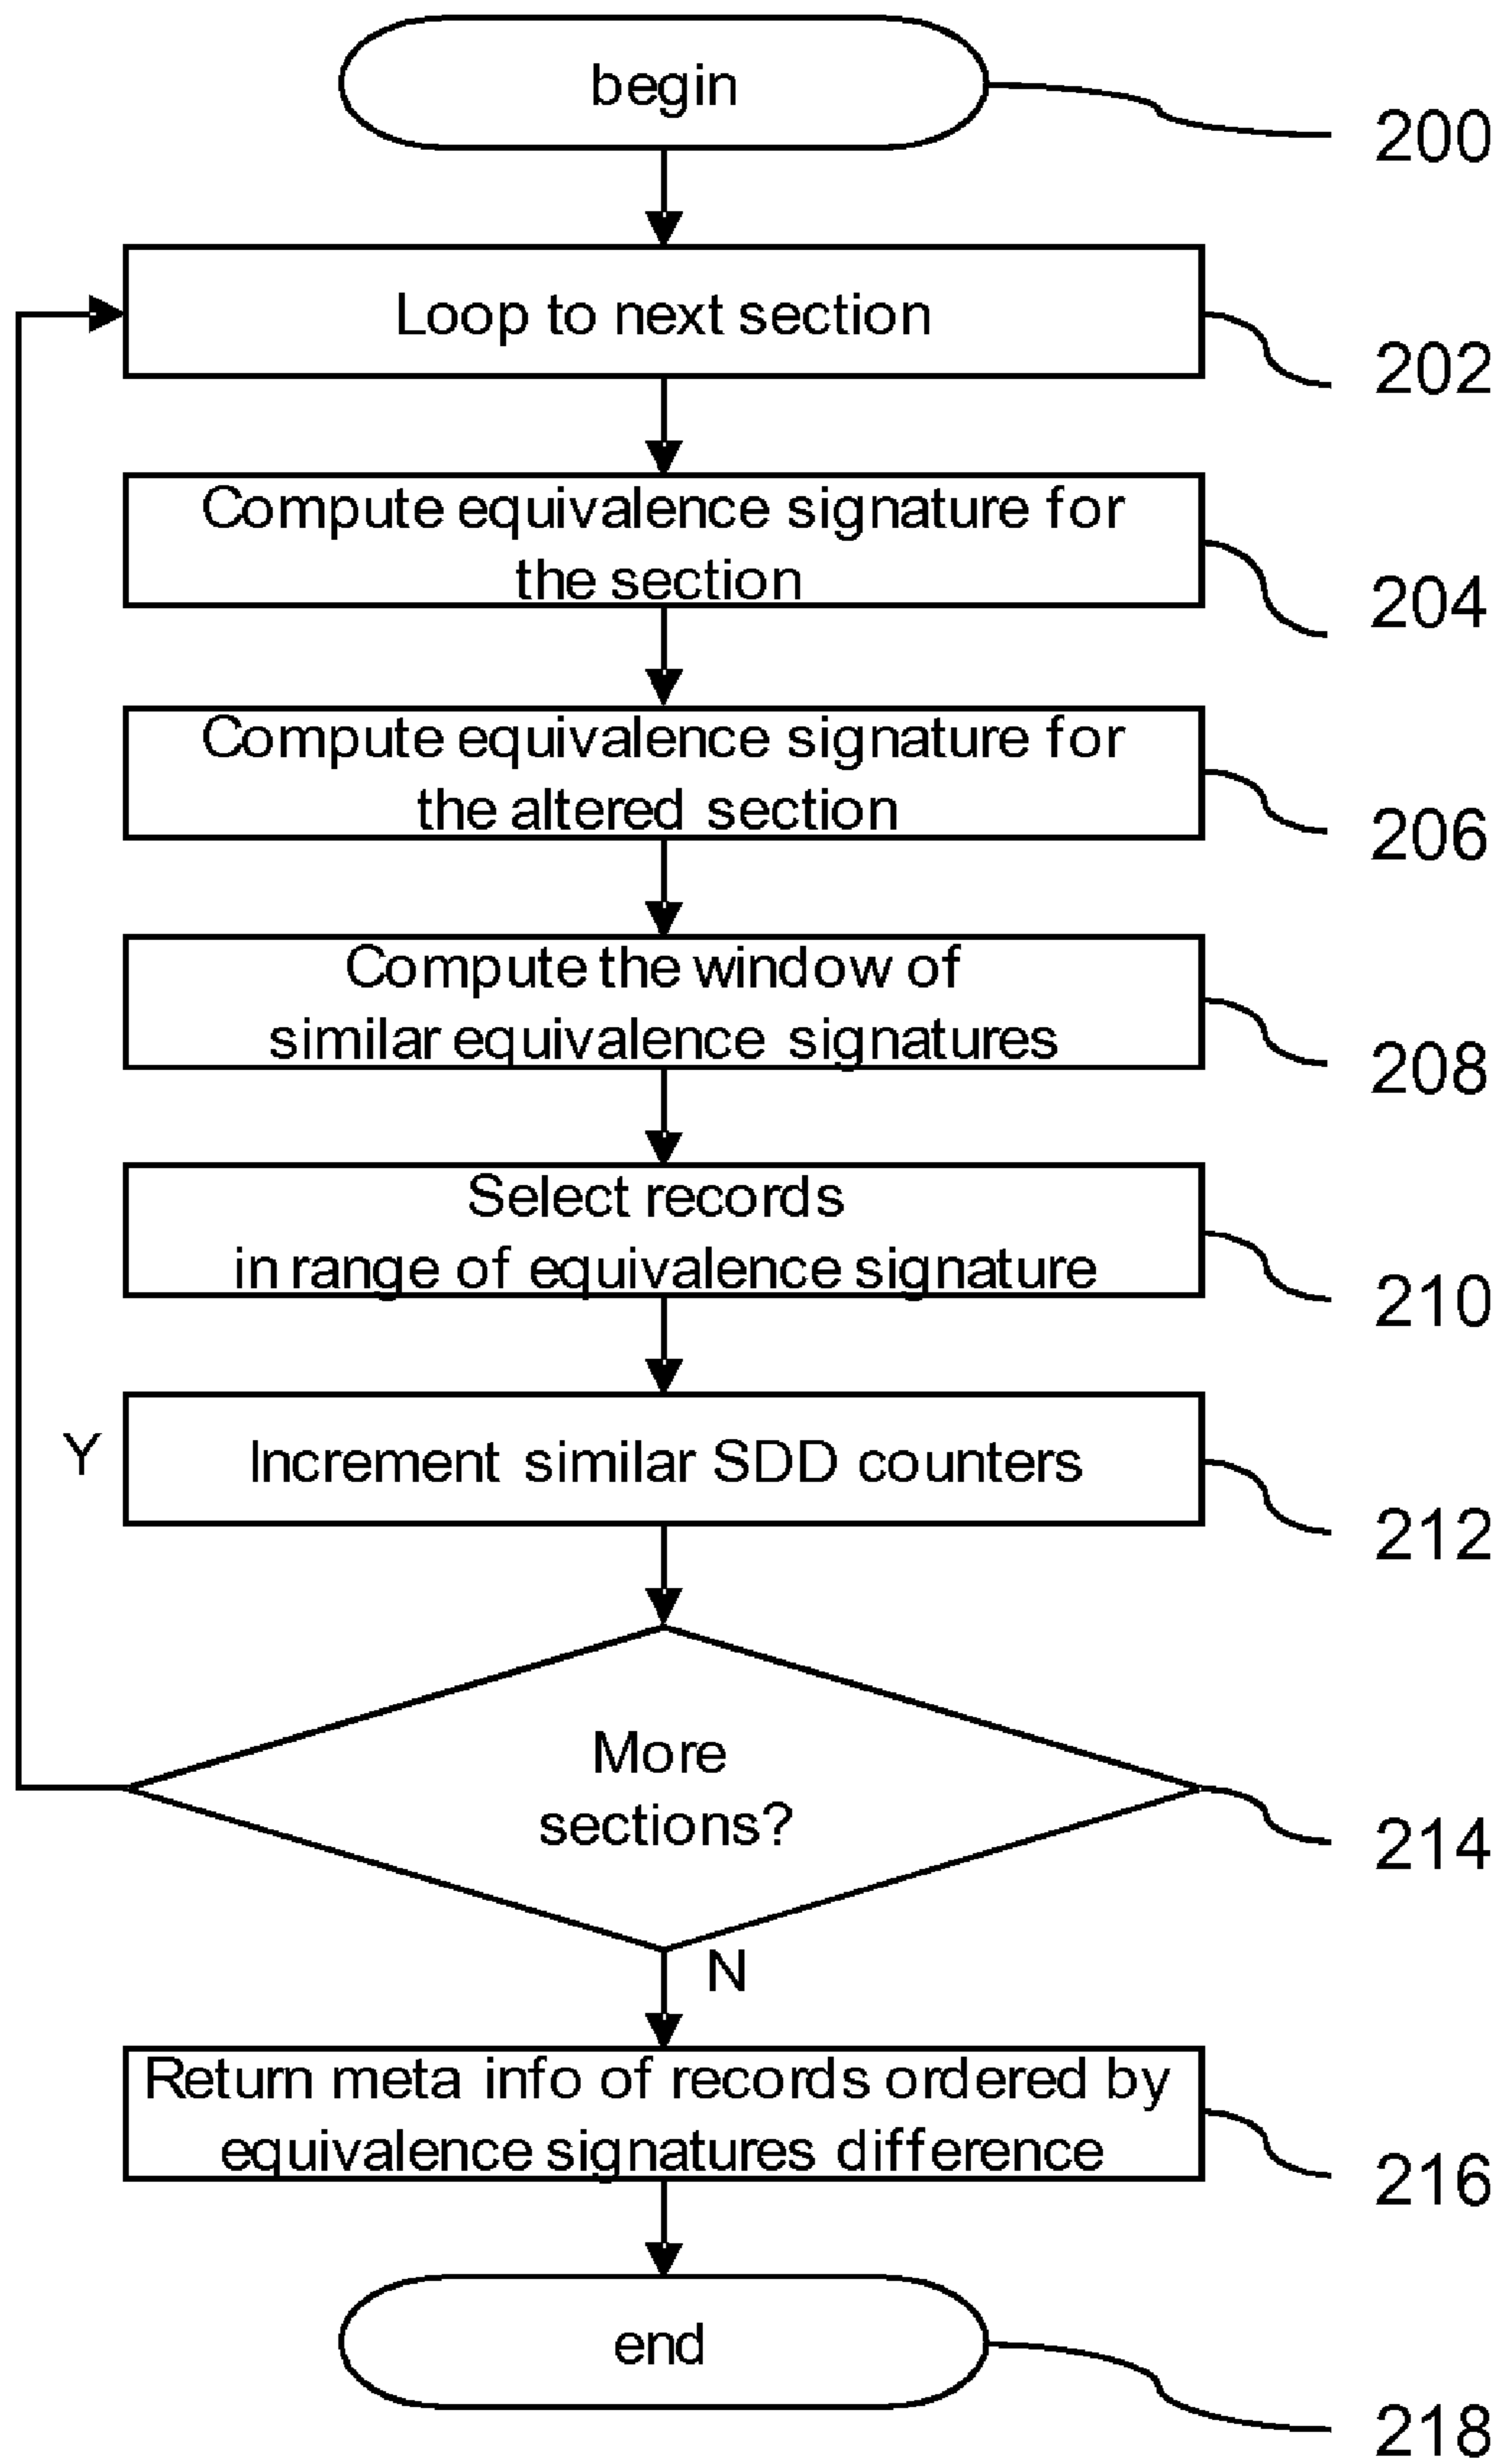 begin
200
Loop to next section
202
Compute equivalence signature for
the section
204
Compute equivalence signature for
the altered section
206
Compute the window of
similar equivalence signatures
208
Select records
in range of equivalence signature
210
Y
Increment similar SDD counters
212
More
sections?
214
N
Return meta info of records ordered by
equivalence signatures difference
216
end
218